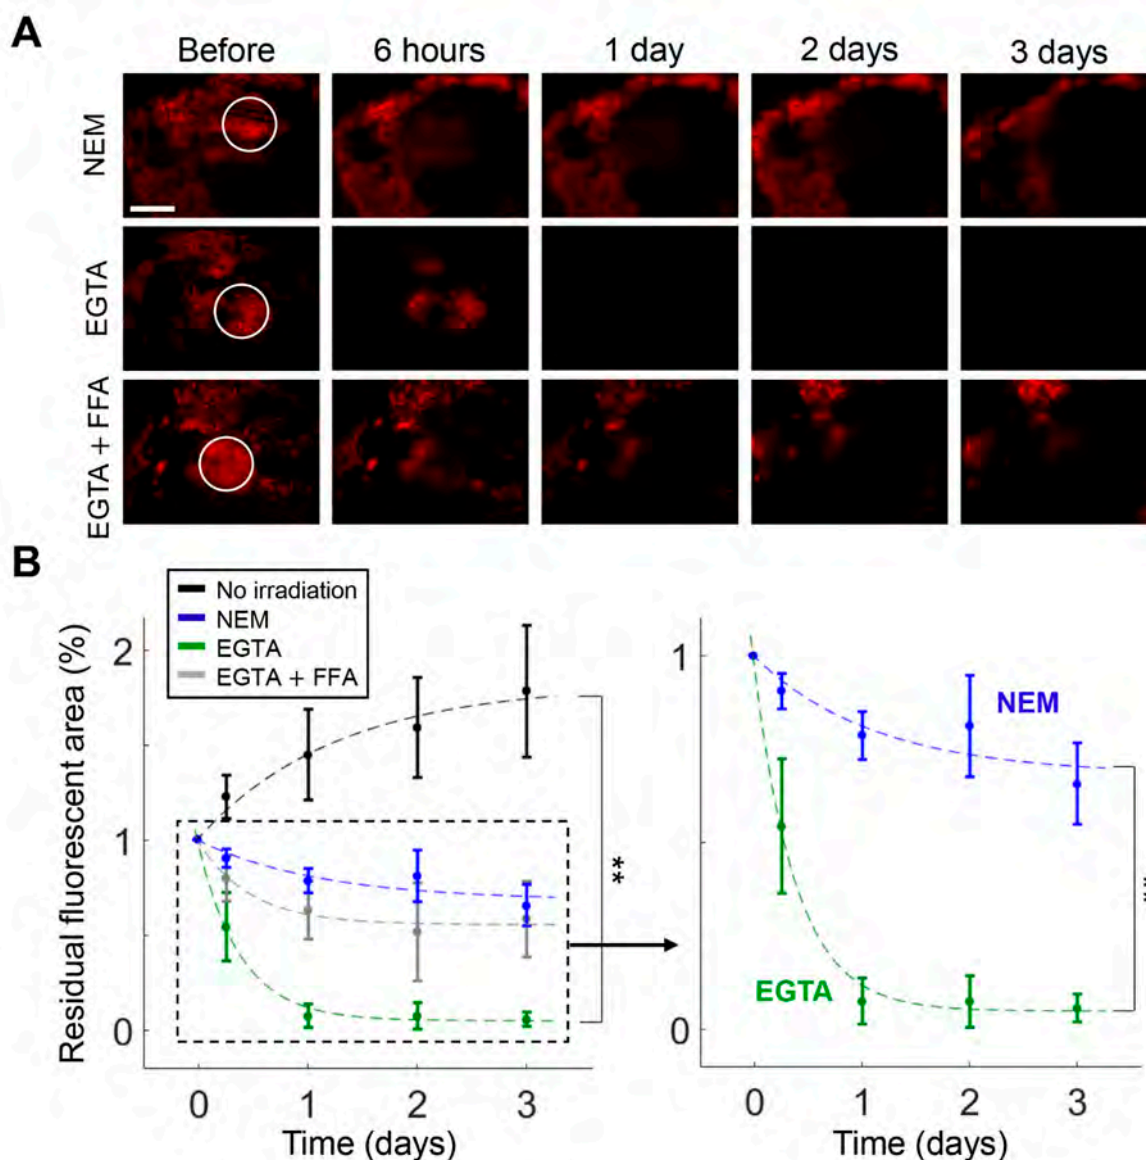 A
Before 6 hours 1 day 2 days 3 days
NEM
EGTA
EGTA + FFA
B
No irradiation
NEM
EGTA
EGTA + FFA
Residual fluorescent area (%)
2
1
0
0 1 2 3
Time (days)
**
1
0
NEM
EGTA
0 1 2 3
Time (days)